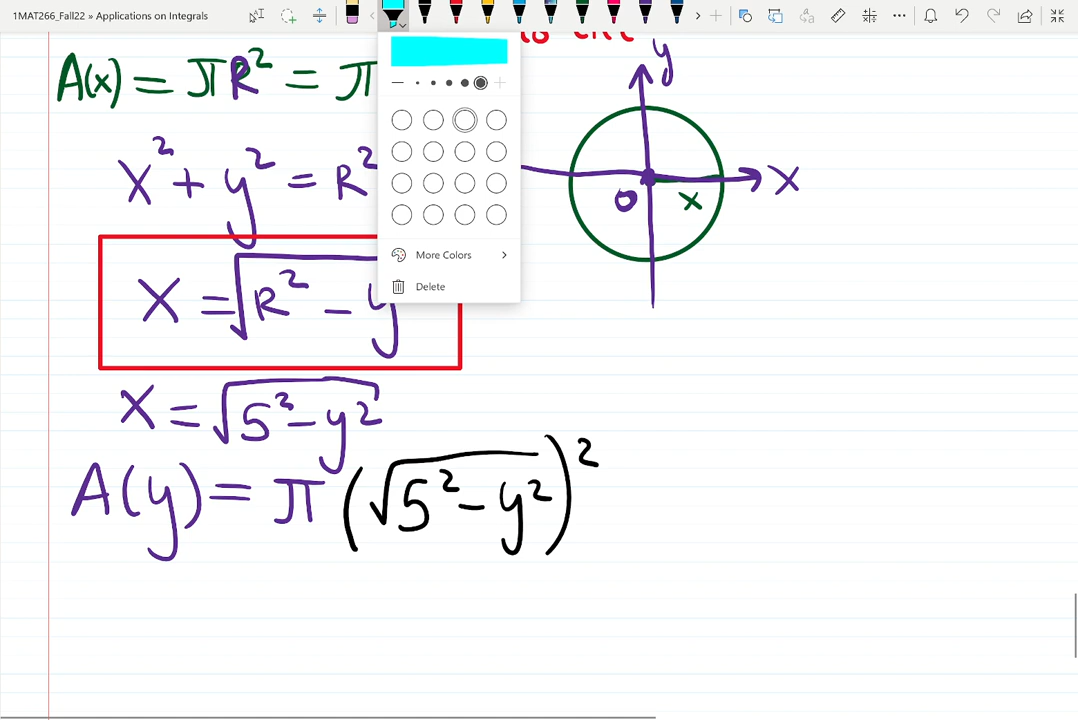 1MAT266_Fall22 » Applications on Integrals
A(x) = πR² = π
y
x² + y² = R²
X
O
x
x = √R² - y
More Colors
Delete
x = √5² - y²
A(y) = π(√5² - y²)²